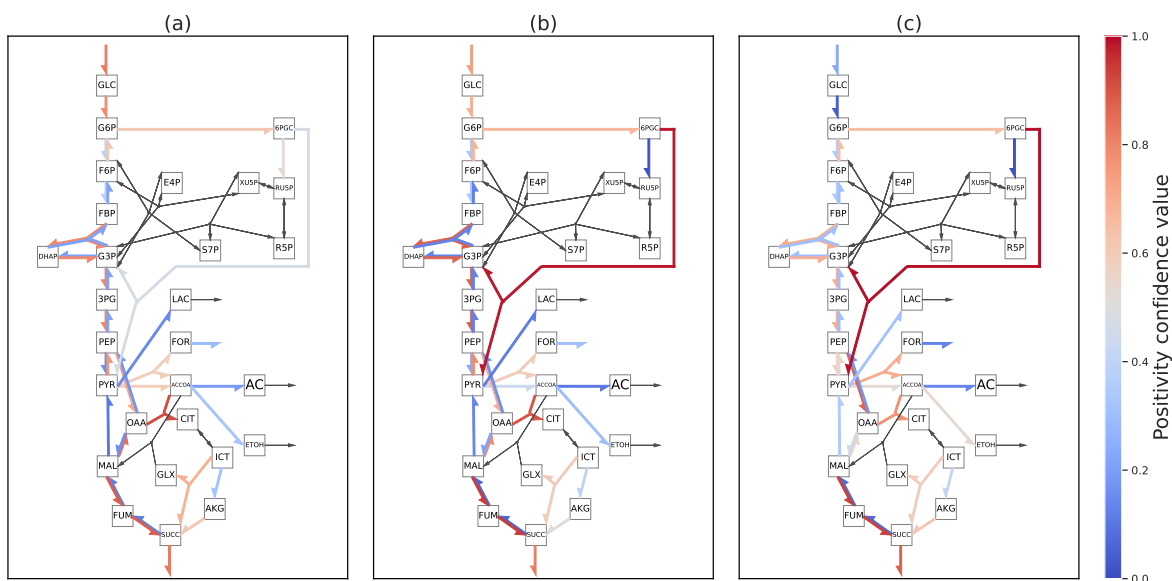 (a) (b) (c)
GLC GLC GLC
G6P 6PGC G6P 6PGC G6P 6PGC
F6P E4P XU5P RU5P F6P E4P XU5P RU5P F6P E4P XU5P RU5P
FBP FBP FBP
DHAP G3P S7P R5P DHAP G3P S7P R5P DHAP G3P S7P R5P
3PG LAC 3PG LAC 3PG LAC
PEP FOR PEP FOR PEP FOR
PYR ACCOA AC PYR ACCOA AC PYR ACCOA AC
OAA CIT OAA CIT OAA CIT
ETOH ETOH ETOH
MAL GLX ICT MAL GLX ICT MAL GLX ICT
FUM AKG FUM AKG FUM AKG
SUCC SUCC SUCC
1.0
0.8
0.6
0.4
0.2
0.0
Positivity confidence value